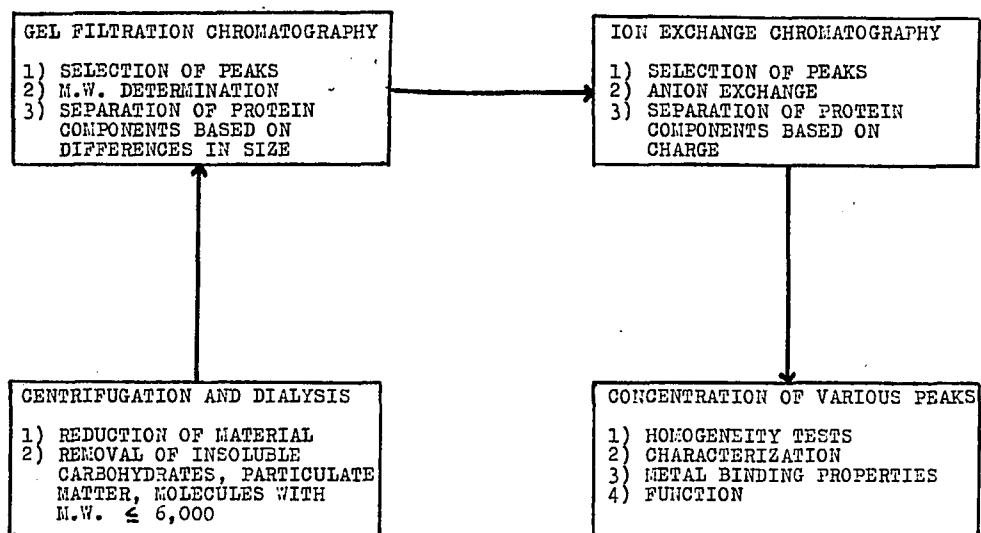 GEL FILTRATION CHROMATOGRAPHY
1) SELECTION OF PEAKS
2) M.W. DETERMINATION
3) SEPARATION OF PROTEIN
COMPONENTS BASED ON
DIFFERENCES IN SIZE
ION EXCHANGE CHROMATOGRAPHY
1) SELECTION OF PEAKS
2) ANION EXCHANGE
3) SEPARATION OF PROTEIN
COMPONENTS BASED ON
CHARGE
CENTRIFUGATION AND DIALYSIS
1) REDUCTION OF MATERIAL
2) REMOVAL OF INSOLUBLE
CARBOHYDRATES, PARTICULATE
MATTER, MOLECULES WITH
M.W. ≤ 6,000
CONCENTRATION OF VARIOUS PEAKS
1) HOMOGENEITY TESTS
2) CHARACTERIZATION
3) METAL BINDING PROPERTIES
4) FUNCTION